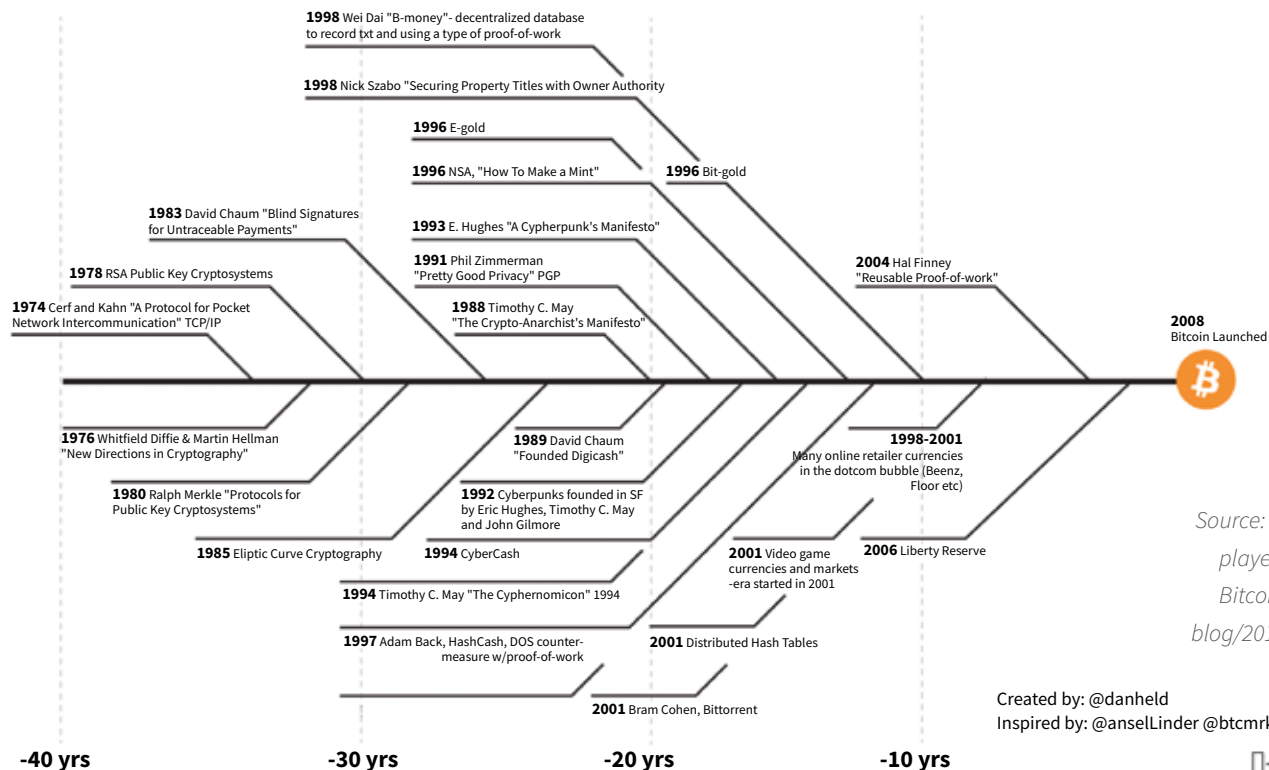 1998 Wei Dai "B-money"- decentralized database
to record txt and using a type of proof-of-work
1998 Nick Szabo "Securing Property Titles with Owner Authority
1996 E-gold
1996 NSA, "How To Make a Mint"
1996 Bit-gold
1983 David Chaum "Blind Signatures
for Untraceable Payments"
1993 E. Hughes "A Cypherpunk's Manifesto"
1978 RSA Public Key Cryptosystems
1991 Phil Zimmerman
"Pretty Good Privacy" PGP
2004 Hal Finney
"Reusable Proof-of-work"
1974 Cerf and Kahn "A Protocol for Pocket
Network Intercommunication" TCP/IP
1988 Timothy C. May
"The Crypto-Anarchist's Manifesto"
2008
Bitcoin Launched
1976 Whitfield Diffie & Martin Hellman
"New Directions in Cryptography"
1989 David Chaum
"Founded Digicash"
1998-2001
Many online retailer currencies
in the dotcom bubble (Beenz,
Floor etc)
1980 Ralph Merkle "Protocols for
Public Key Cryptosystems"
1992 Cyberpunks founded in SF
by Eric Hughes, Timothy C. May
and John Gilmore
1985 Eliptic Curve Cryptography
1994 CyberCash
2001 Video game
currencies and markets
-era started in 2001
2006 Liberty Reserve
1994 Timothy C. May "The Cyphernomicon" 1994
1997 Adam Back, HashCash, DOS counter-
measure w/proof-of-work
2001 Distributed Hash Tables
2001 Bram Cohen, Bittorrent
Source:
playe
Bitcoi
blog/201
Created by: @danheld
Inspired by: @anselLinder @btcmrk
-40 yrs
-30 yrs
-20 yrs
-10 yrs